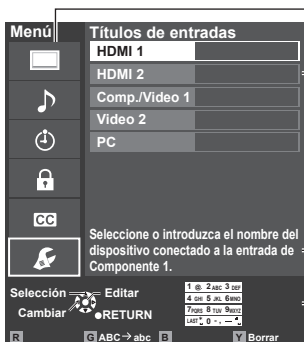 Menú
Títulos de entradas
HDMI 1
HDMI 2
Comp./Video 1
Video 2
PC
CC
Seleccione o introduzca el nombre del
dispositivo conectado a la entrada de
Componente 1.
Selección
Editar
Cambiar
RETURN
1 @. 2 ABC 3 DEF
4 GHI 5 JKL 6 MNO
7 PQRS 8 TUV 9 WXYZ
LAST 0 - , —
R
G ABC→abc
B
Y Borrar